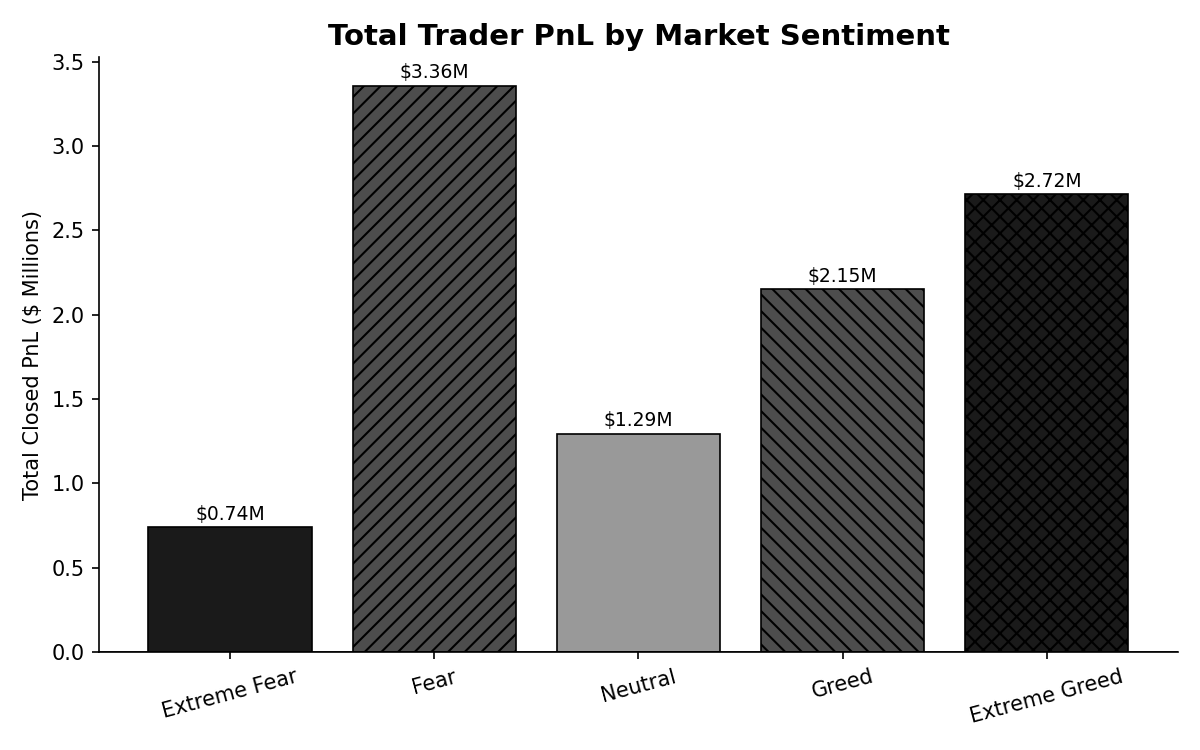 Total Trader PnL by Market Sentiment
Total Closed PnL ($ Millions)
3.5
3.0
2.5
2.0
1.5
1.0
0.5
0.0
$0.74M
$3.36M
$1.29M
$2.15M
$2.72M
Extreme Fear
Fear
Neutral
Greed
Extreme Greed